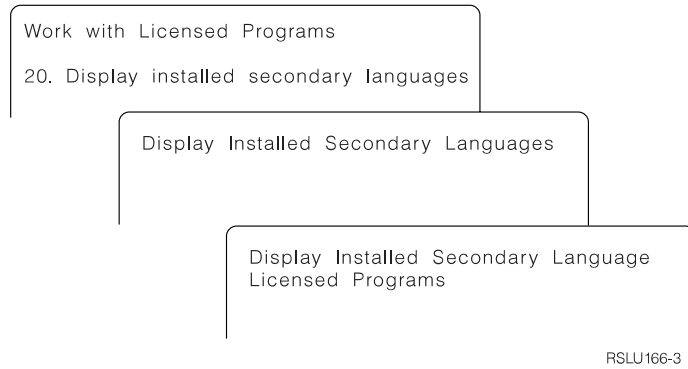 Work with Licensed Programs
20. Display installed secondary languages
Display Installed Secondary Languages
Display Installed Secondary Language
Licensed Programs
RSLU166-3